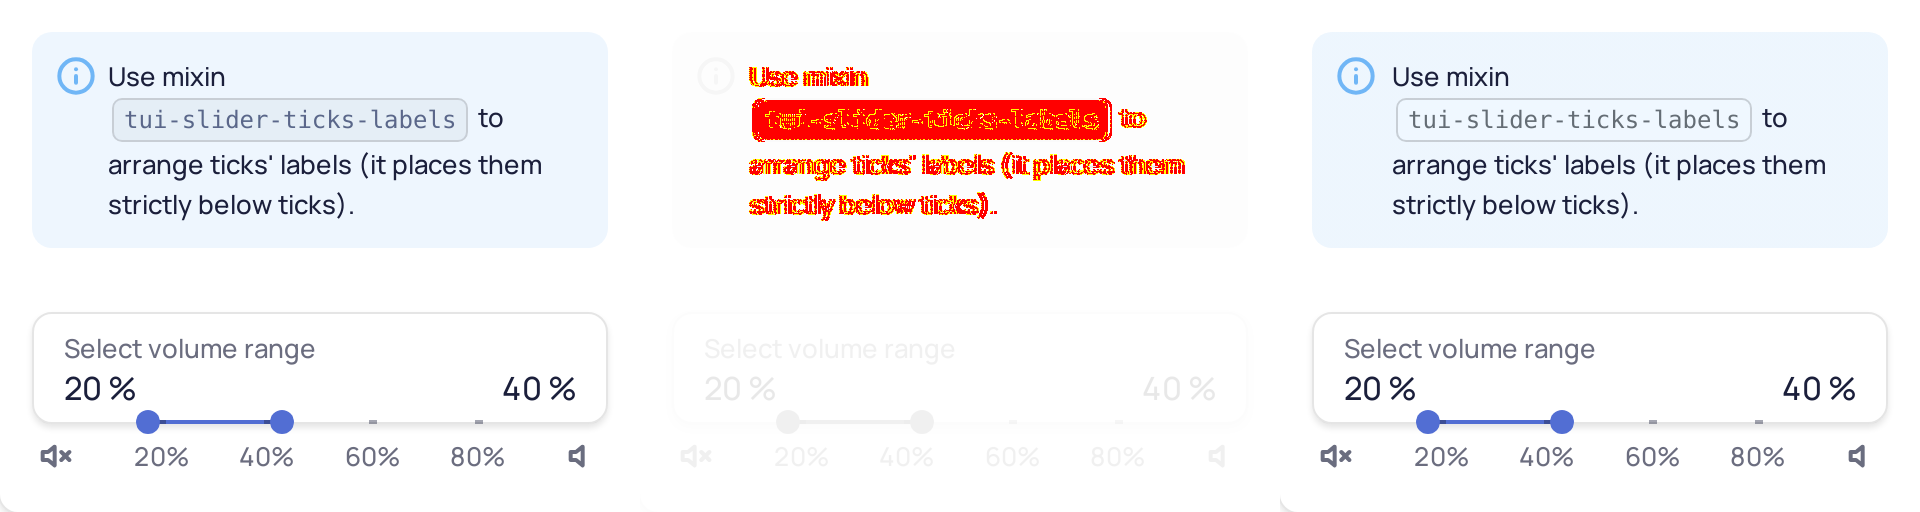 Use mixin
tui-slider-ticks-labels to
arrange ticks' labels (it places them
strictly below ticks).
Select volume range
20 % 40 %
20% 40% 60% 80%
Use mixin
tui-slider-ticks-labels to
arrange ticks' labels (it places them
strictly below ticks).
Select volume range
20 % 40 %
20% 40% 60% 80%
Use mixin
tui-slider-ticks-labels to
arrange ticks' labels (it places them
strictly below ticks).
Select volume range
20 % 40 %
20% 40% 60% 80%